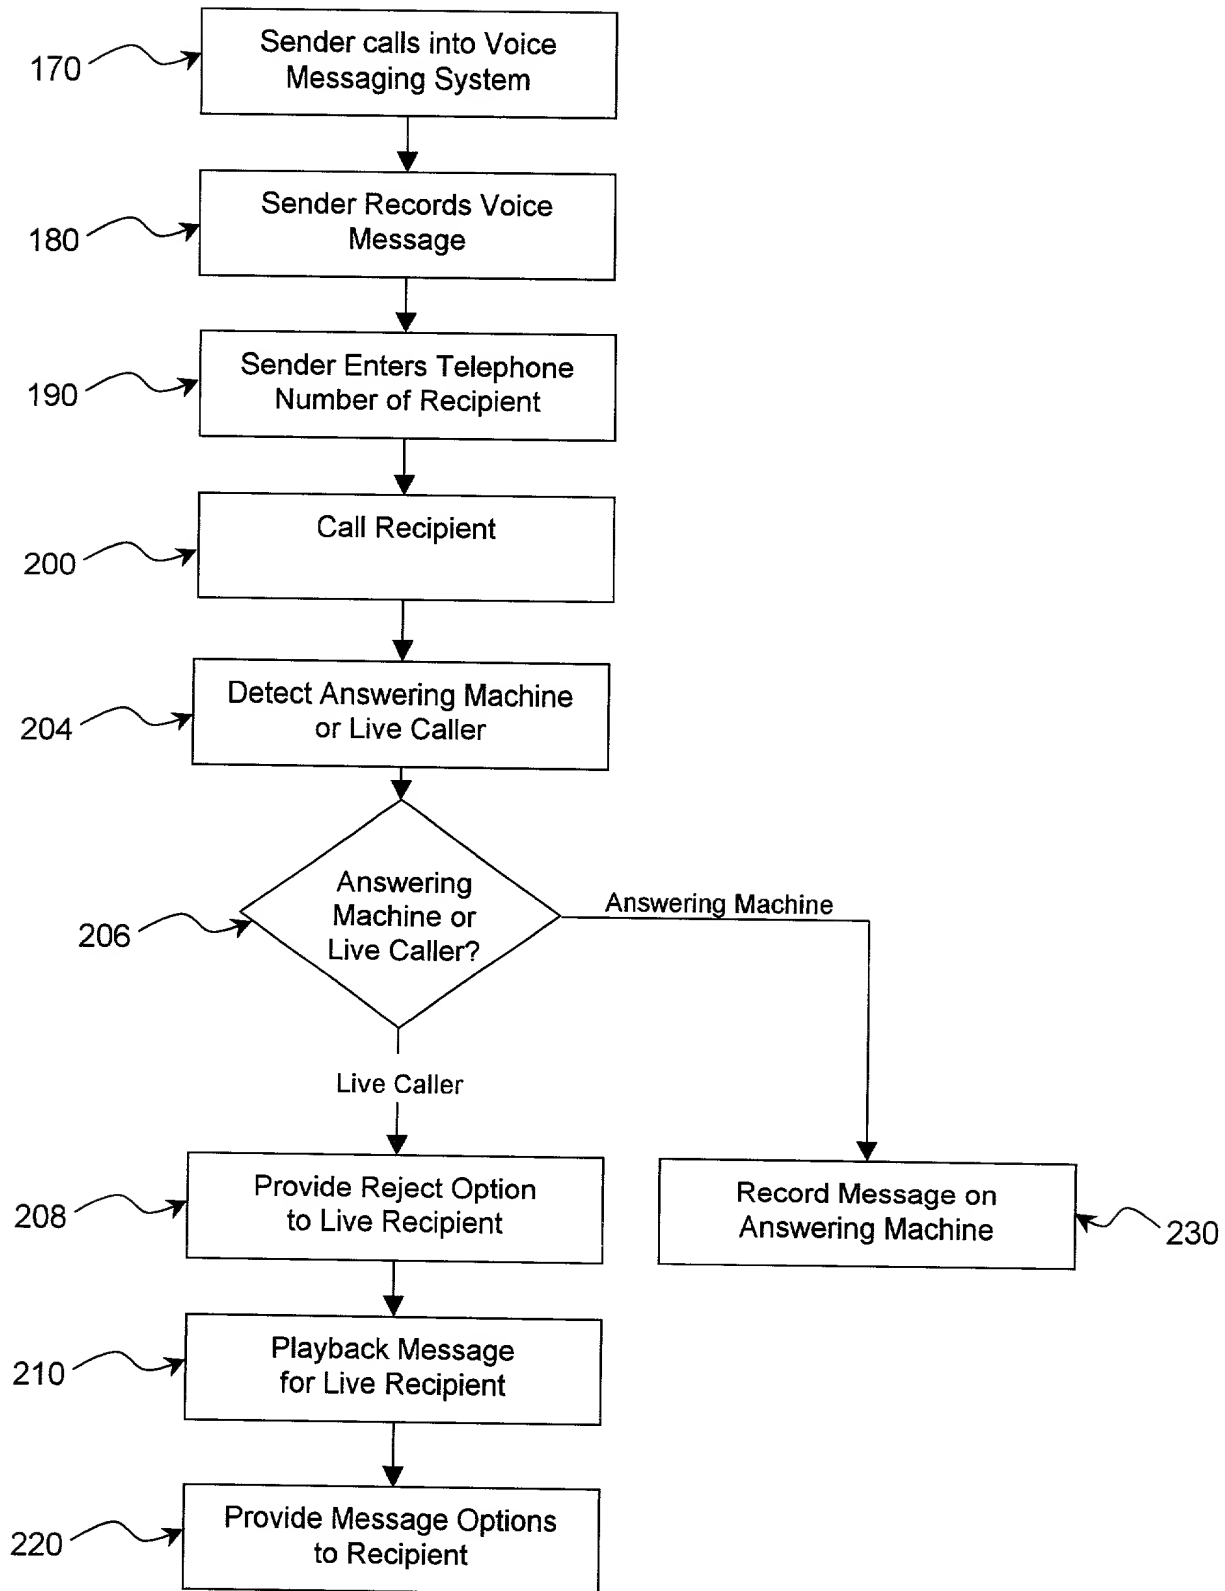 170
Sender calls into Voice
Messaging System
180
Sender Records Voice
Message
190
Sender Enters Telephone
Number of Recipient
200
Call Recipient
204
Detect Answering Machine
or Live Caller
206
Answering
Machine or
Live Caller?
Answering Machine
Live Caller
208
Provide Reject Option
to Live Recipient
Record Message on
Answering Machine
230
210
Playback Message
for Live Recipient
220
Provide Message Options
to Recipient